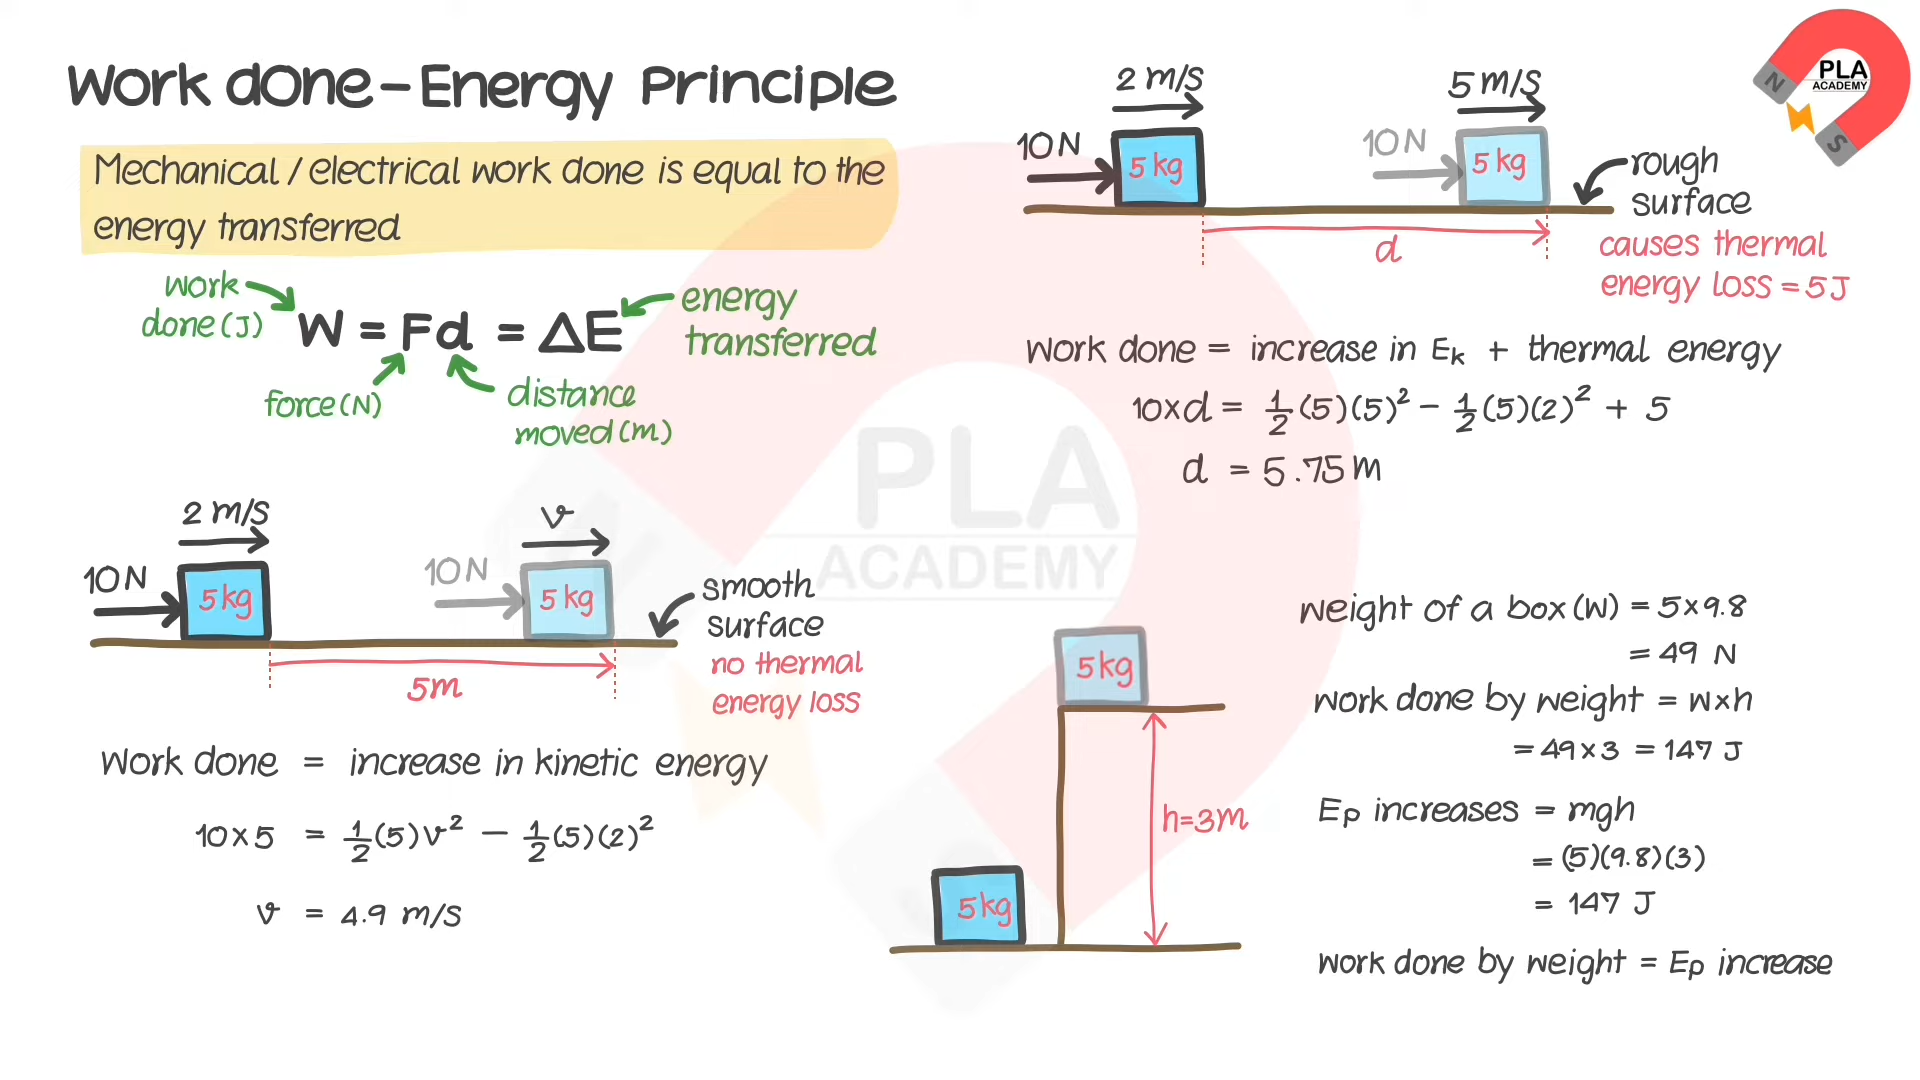 Work done - Energy Principle
Mechanical / electrical work done is equal to the
energy transferred
work
done (J)
W = Fd = ΔE
energy
transferred
force (N)
distance
moved (m)
2 m/s
v
10 N
10 N
5 kg
5 kg
smooth
surface
no thermal
energy loss
5m
Work done = increase in kinetic energy
10 x 5 = 1/2 (5) v² - 1/2 (5)(2)²
v = 4.9 m/s
2 m/s
5 m/s
10 N
10 N
5 kg
5 kg
rough
surface
causes thermal
energy loss = 5 J
d
Work done = increase in Eₖ + thermal energy
10 x d = 1/2 (5)(5)² - 1/2 (5)(2)² + 5
d = 5.75 m
5 kg
h = 3m
5 kg
weight of a box (W) = 5 x 9.8
= 49 N
work done by weight = W x h
= 49 x 3 = 147 J
Eₚ increases = mgh
= (5)(9.8)(3)
= 147 J
work done by weight = Eₚ increase
PLA
ACADEMY
N
S
PLA
ACADEMY